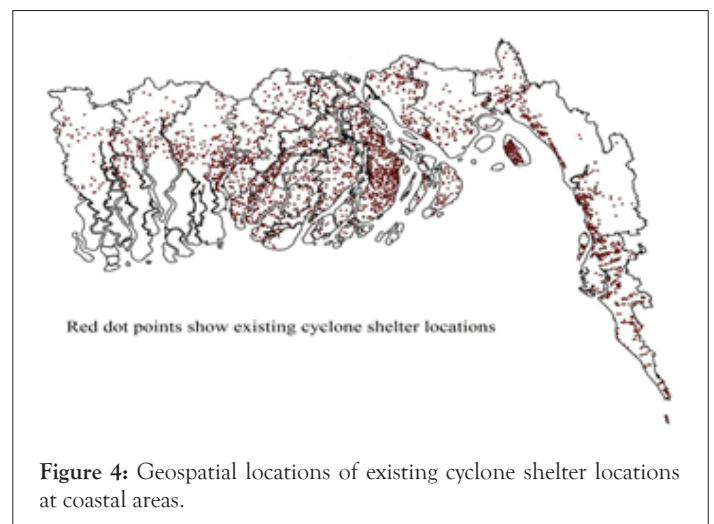 Red dot points show existing cyclone shelter locations
Figure 4: Geospatial locations of existing cyclone shelter locations
at coastal areas.